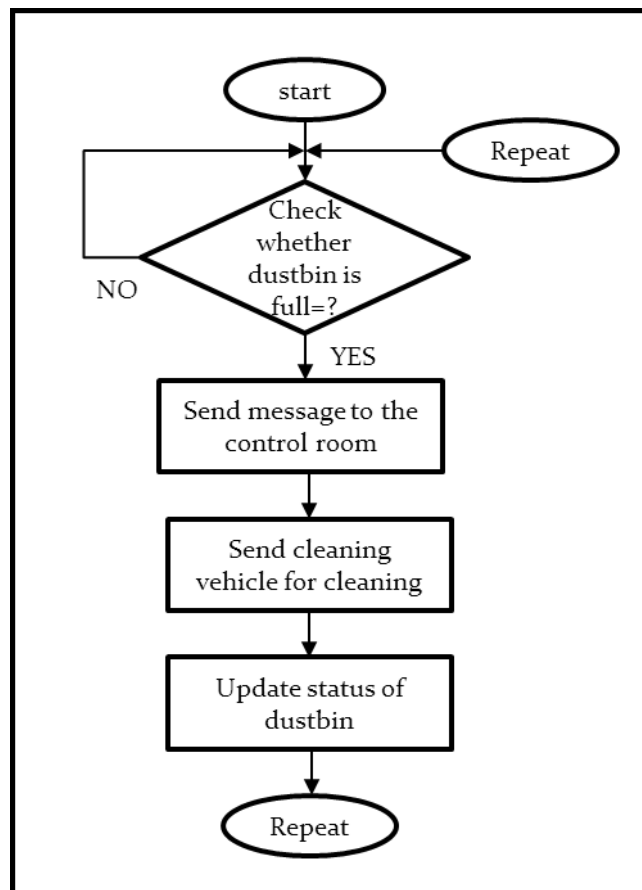 start
Repeat
Check
whether
dustbin is
full=?
NO
YES
Send message to the
control room
Send cleaning
vehicle for cleaning
Update status of
dustbin
Repeat